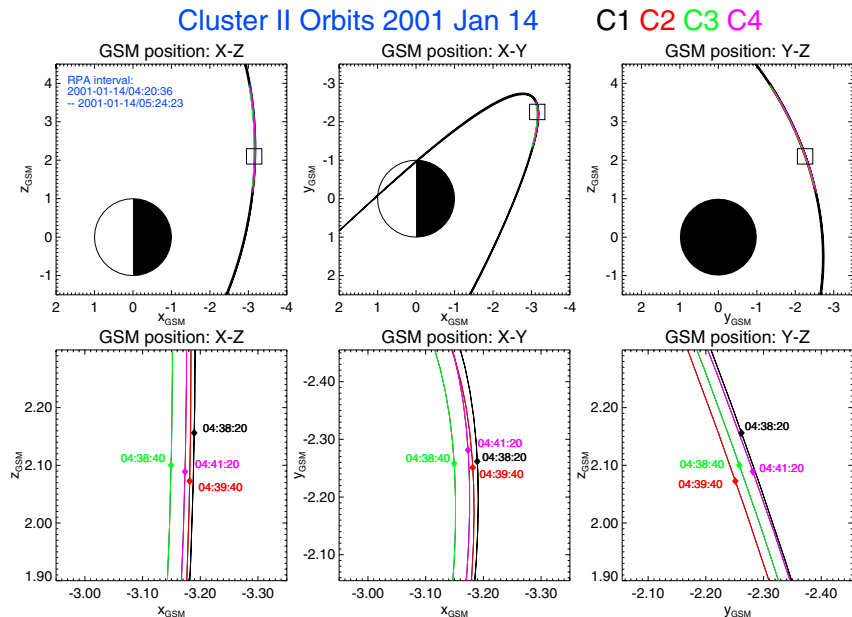 Cluster II Orbits 2001 Jan 14 C1 C2 C3 C4
GSM position: X-Z
RPA interval:
2001-01-14/04:20:36
-- 2001-01-14/05:24:23
4
3
2
1
0
-1
zGSM
2 1 0 -1 -2 -3 -4
xGSM
GSM position: X-Y
-3
-2
-1
0
1
2
yGSM
2 1 0 -1 -2 -3 -4
xGSM
GSM position: Y-Z
4
3
2
1
0
-1
zGSM
2 1 0 -1 -2 -3
yGSM
GSM position: X-Z
2.20
2.10
2.00
1.90
zGSM
04:38:20
04:38:40
04:41:20
04:39:40
-3.00 -3.10 -3.20 -3.30
xGSM
GSM position: X-Y
-2.40
-2.30
-2.20
-2.10
yGSM
04:41:20
04:38:40
04:38:20
04:39:40
-3.00 -3.10 -3.20 -3.30
xGSM
GSM position: Y-Z
2.20
2.10
2.00
1.90
zGSM
04:38:20
04:38:40
04:41:20
04:39:40
-2.10 -2.20 -2.30 -2.40
yGSM